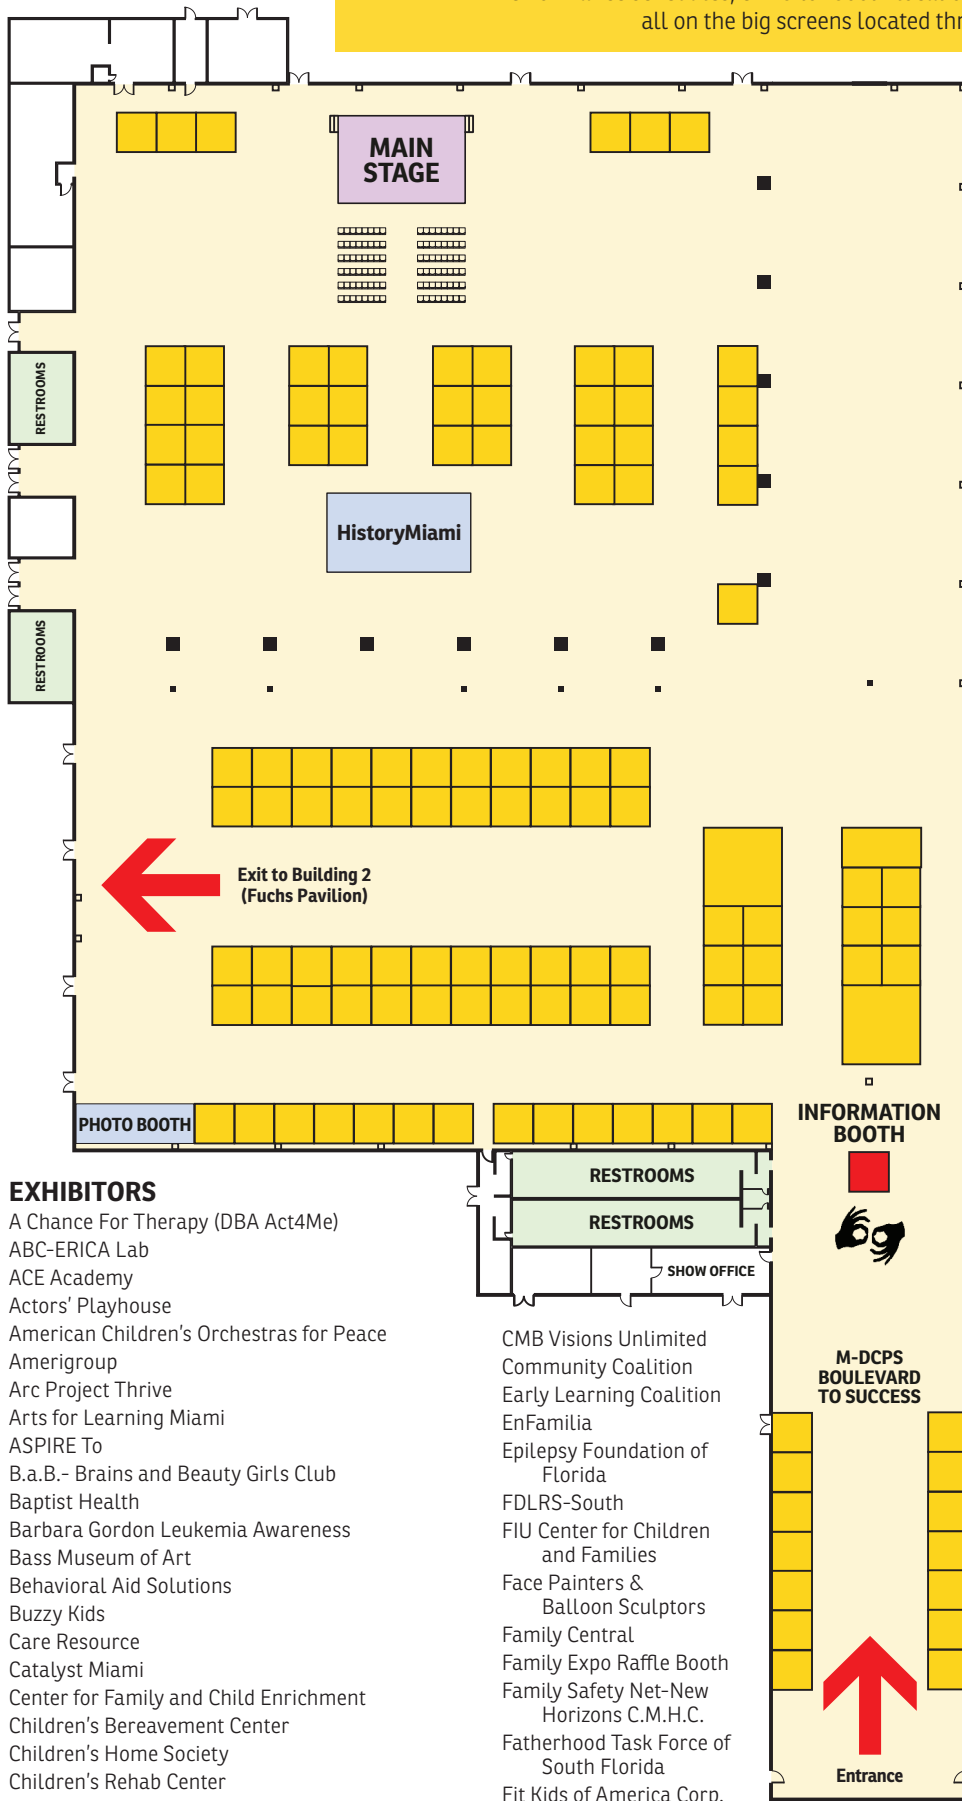 all on the big screens located thr
MAIN
STAGE
RESTROOMS
HistoryMiami
RESTROOMS
Exit to Building 2
(Fuchs Pavilion)
PHOTO BOOTH
INFORMATION
BOOTH
RESTROOMS
RESTROOMS
SHOW OFFICE
M-DCPS
BOULEVARD
TO SUCCESS
Entrance
EXHIBITORS
A Chance For Therapy (DBA Act4Me)
ABC-ERICA Lab
ACE Academy
Actors' Playhouse
American Children's Orchestras for Peace
Amerigroup
Arc Project Thrive
Arts for Learning Miami
ASPIRE To
B.a.B.- Brains and Beauty Girls Club
Baptist Health
Barbara Gordon Leukemia Awareness
Bass Museum of Art
Behavioral Aid Solutions
Buzzy Kids
Care Resource
Catalyst Miami
Center for Family and Child Enrichment
Children's Bereavement Center
Children's Home Society
Children's Rehab Center
CMB Visions Unlimited
Community Coalition
Early Learning Coalition
EnFamilia
Epilepsy Foundation of
Florida
FDLRS-South
FIU Center for Children
and Families
Face Painters &
Balloon Sculptors
Family Central
Family Expo Raffle Booth
Family Safety Net-New
Horizons C.M.H.C.
Fatherhood Task Force of
South Florida
Fit Kids of America Corp.